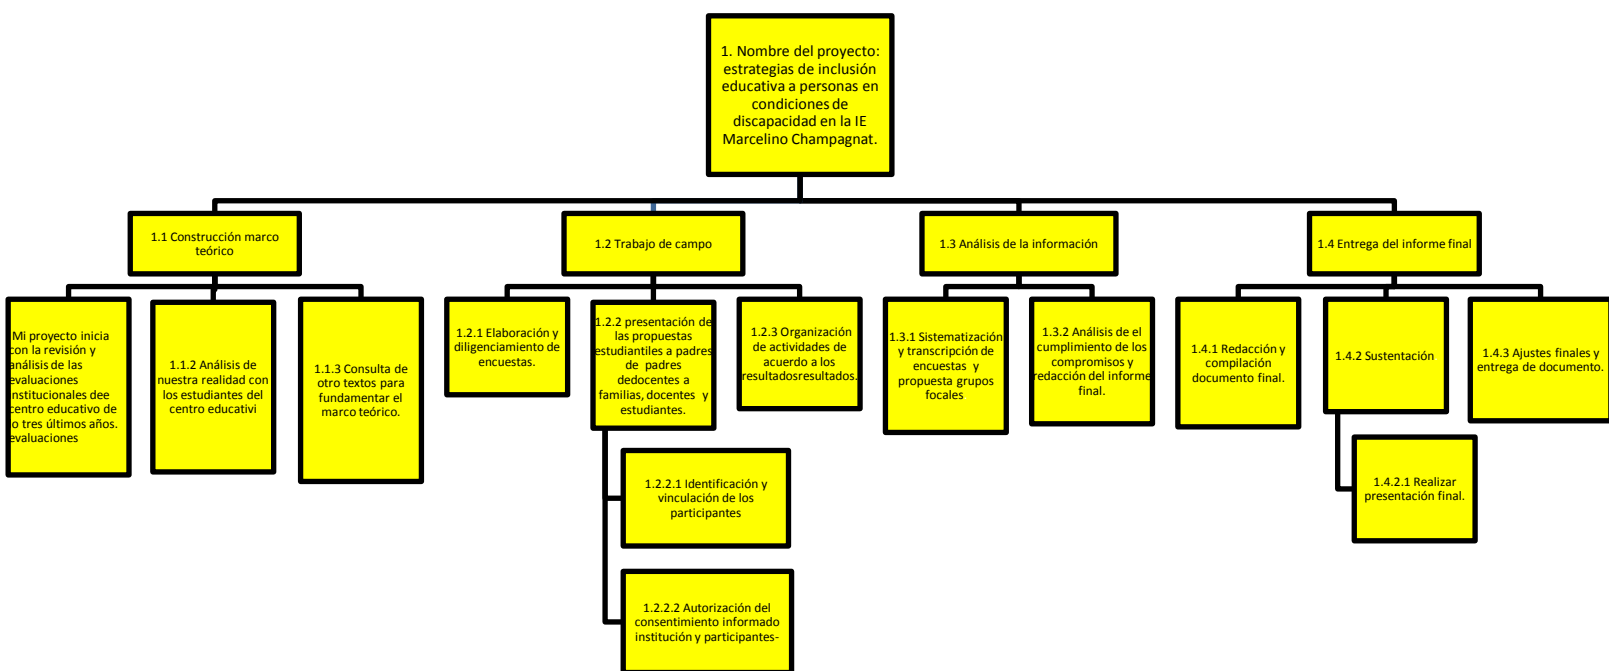 1. Nombre del proyecto:
estrategias de inclusión
educativa a personas en
condiciones de
discapacidad en la IE
Marcelino Champagnat.
1.1 Construcción marco
teórico
1.2 Trabajo de campo
1.3 Análisis de la información
1.4 Entrega del informe final
Mi proyecto inicia
con la revisión y
análisis de las
evaluaciones
institucionales dee
centro educativo de
lo tres últimos años.
evaluaciones
1.1.2 Análisis de
nuestra realidad con
los estudiantes del
centro educativi
1.1.3 Consulta de
otro textos para
fundamentar el
marco teórico.
1.2.1 Elaboración y
diligenciamiento de
encuestas.
1.2.2 presentación de
las propuestas
estudiantiles a padres
de padres
dedocentes a
familias, docentes y
estudiantes.
1.2.3 Organización
de actividades de
acuerdo a los
resultadosresultados.
1.3.1 Sistematización
y transcripción de
encuestas y
propuesta grupos
focales
1.3.2 Análisis de el
cumplimiento de los
compromisos y
redacción del informe
final.
1.4.1 Redacción y
compilación
documento final.
1.4.2 Sustentación
1.4.3 Ajustes finales y
entrega de documento.
1.2.2.1 Identificación y
vinculación de los
participantes
1.2.2.2 Autorización del
consentimiento informado
institución y participantes-
1.4.2.1 Realizar
presentación final.